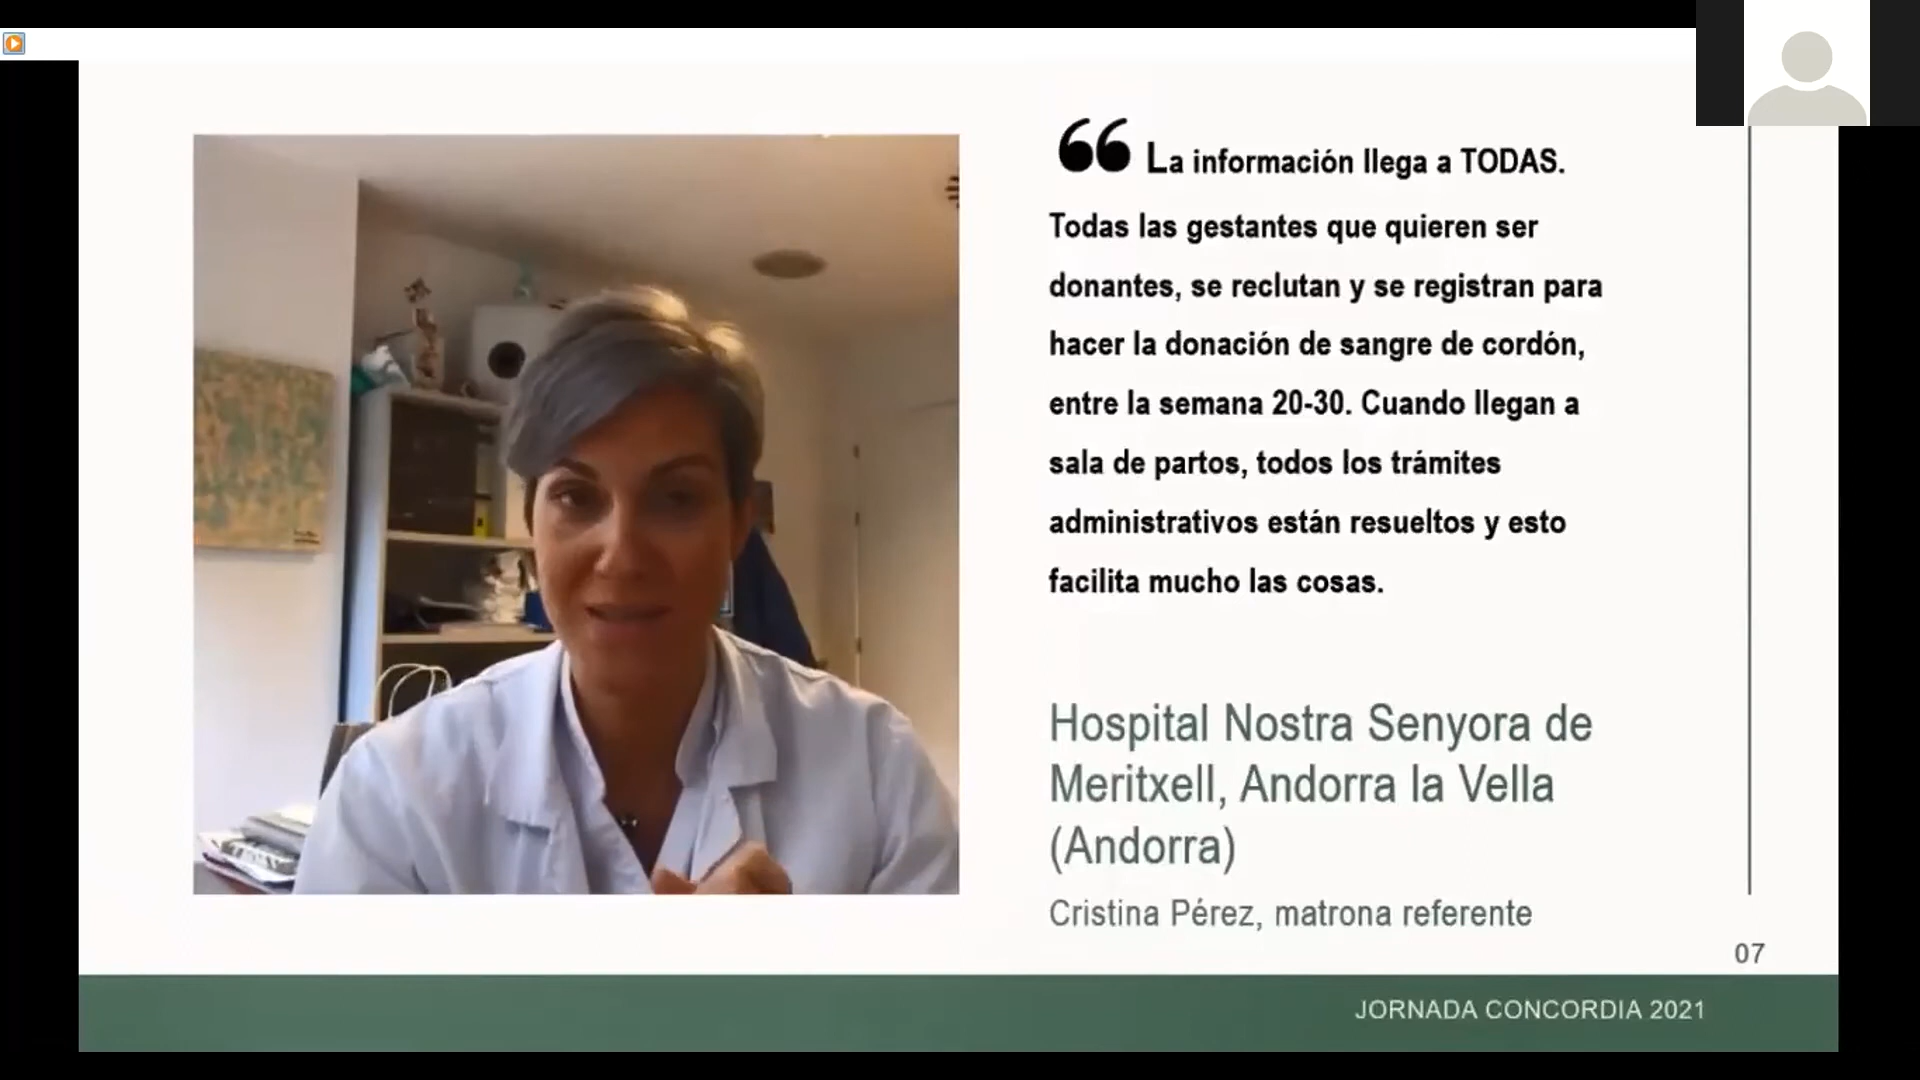 ❝ La información llega a TODAS.
Todas las gestantes que quieren ser
donantes, se reclutan y se registran para
hacer la donación de sangre de cordón,
entre la semana 20-30. Cuando llegan a
sala de partos, todos los trámites
administrativos están resueltos y esto
facilita mucho las cosas.
Hospital Nostra Senyora de
Meritxell, Andorra la Vella
(Andorra)
Cristina Pérez, matrona referente
07
JORNADA CONCORDIA 2021